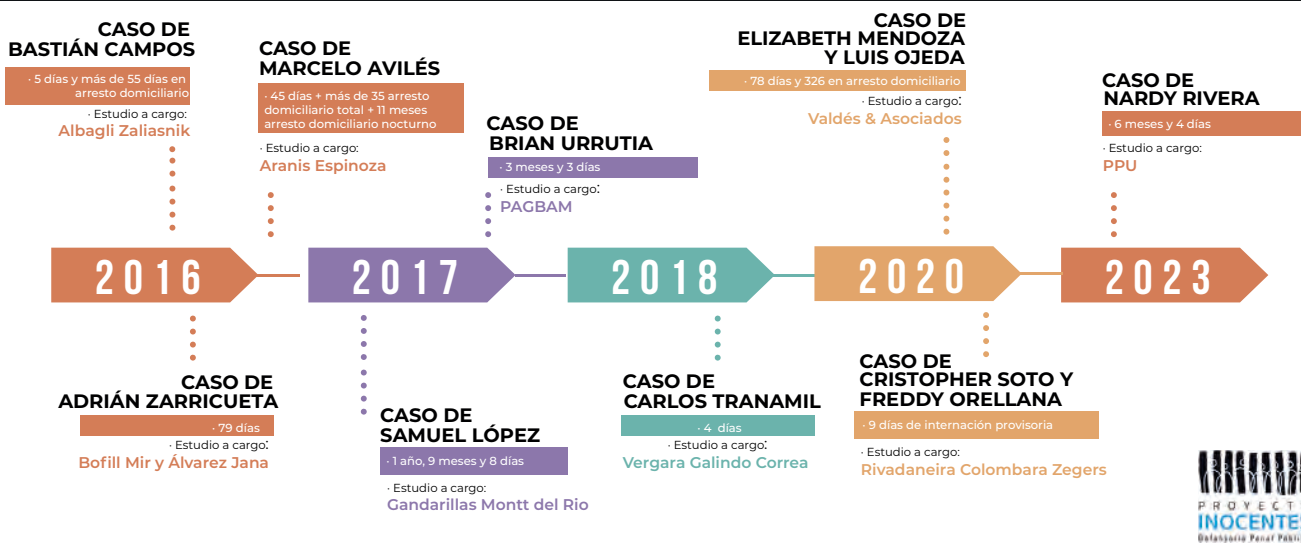 CASO DE
BASTIÁN CAMPOS
· 5 días y más de 55 días en
arresto domiciliario
· Estudio a cargo:
Albagli Zaliasnik
CASO DE
MARCELO AVILÉS
· 45 días + más de 35 arresto
domiciliario total + 11 meses
arresto domiciliario nocturno
· Estudio a cargo:
Aranis Espinoza
CASO DE
BRIAN URRUTIA
· 3 meses y 3 días
· Estudio a cargo:
PAGBAM
CASO DE
ELIZABETH MENDOZA
Y LUIS OJEDA
· 78 días y 326 en arresto domiciliario
· Estudio a cargo:
Valdés & Asociados
CASO DE
NARDY RIVERA
· 6 meses y 4 días
· Estudio a cargo:
PPU
2016
2017
2018
2020
2023
CASO DE
ADRIÁN ZARRICUETA
· 79 días
· Estudio a cargo:
Bofill Mir y Álvarez Jana
CASO DE
SAMUEL LÓPEZ
· 1 año, 9 meses y 8 días
· Estudio a cargo:
Gandarillas Montt del Rio
CASO DE
CARLOS TRANAMIL
· 4 días
· Estudio a cargo:
Vergara Galindo Correa
CASO DE
CRISTOPHER SOTO Y
FREDDY ORELLANA
· 9 días de internación provisoria
· Estudio a cargo:
Rivadaneira Colombara Zegers
PROYECT
INOCENTE
Defensoría Penal Públi